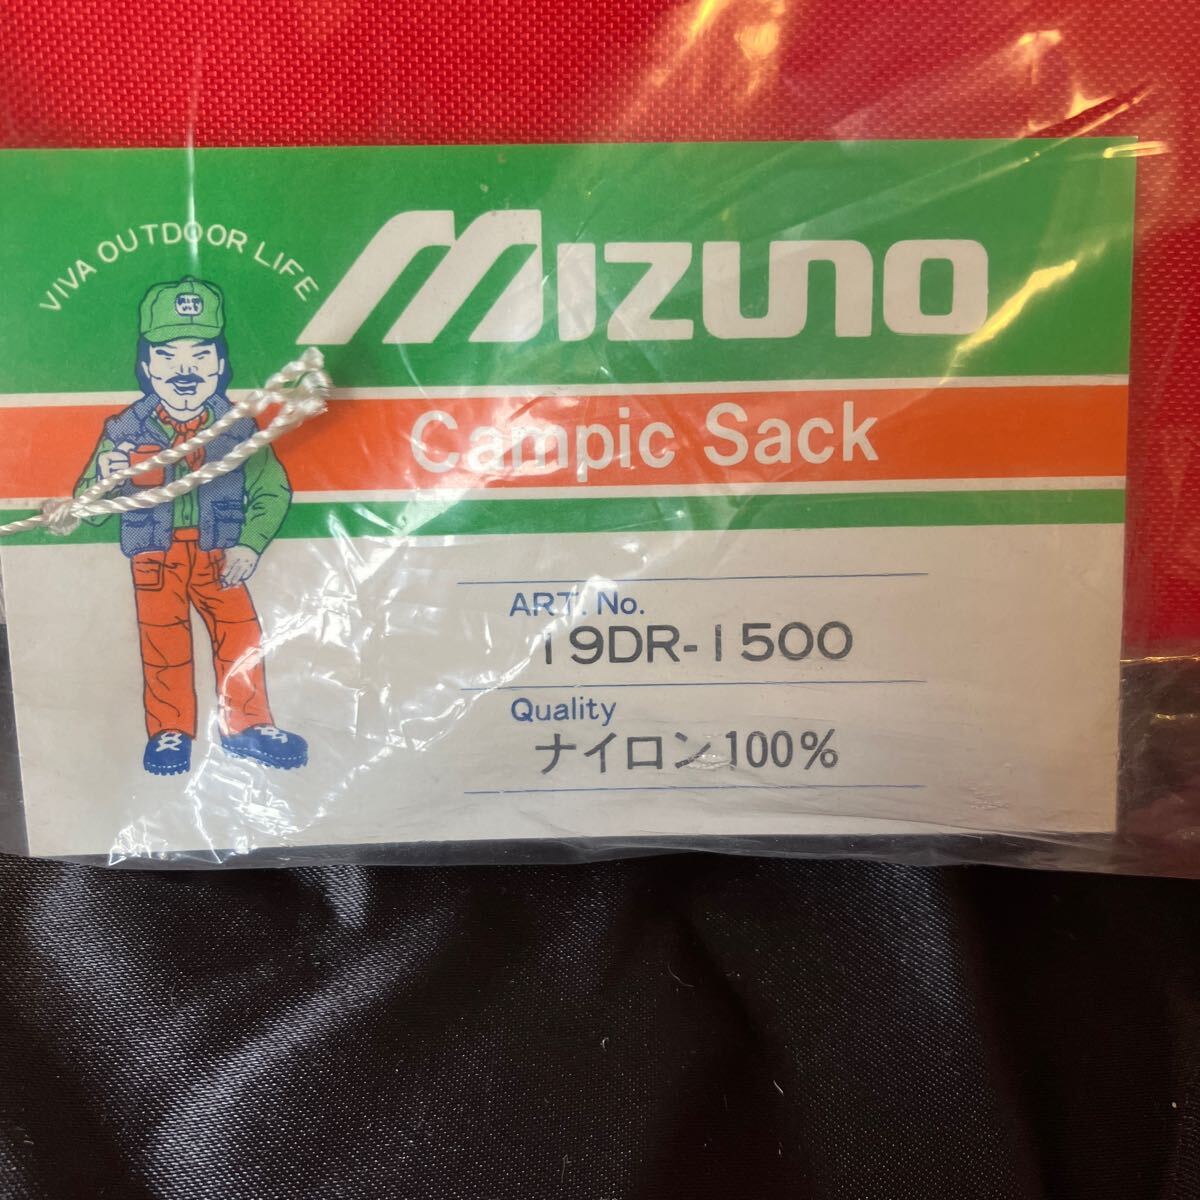 VIVA OUTDOOR LIFE
MIZUNO
Campic Sack
ART. No.
19DR-1500
Quality
ナイロン100%